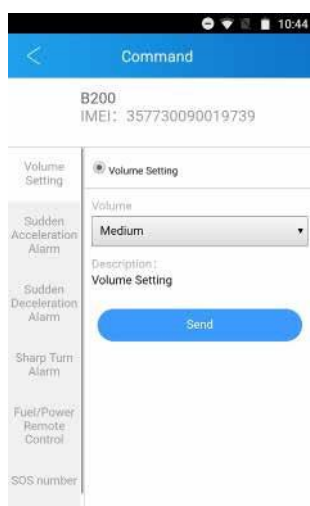 10:44
Command
B200
IMEI: 357730090019739
Volume
Setting
Volume Setting
Volume
Medium
Description:
Volume Setting
Send
Sudden
Acceleration
Alarm
Sudden
Deceleration
Alarm
Sharp Turn
Alarm
Fuel/Power
Remote
Control
SOS number